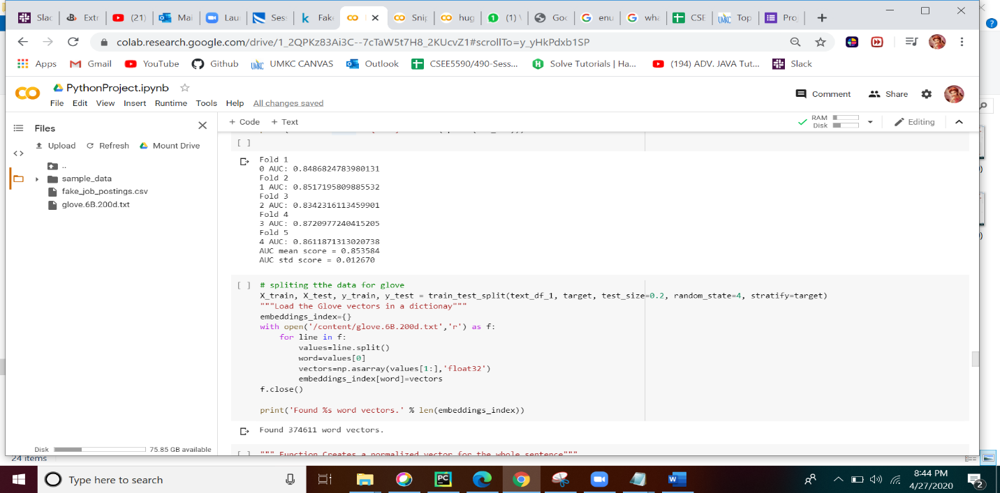 Slac
Extr
(21)
Mai
Lau
Ses
Fake
Snip
hug
(1)
Goo
enu
wha
CSE
Top
Pro
colab.research.google.com/drive/1_2QPKz83Ai3C--7cTaW5t7H8_2KUcvZ1#scrollTo=y_yHkPdxb1SP
Apps
Gmail
YouTube
Github
UMKC CANVAS
Outlook
CSEE5590/490-Sess...
Solve Tutorials | Ha...
(194) ADV. JAVA Tut...
Slack
PythonProject.ipynb
Comment
Share
File Edit View Insert Runtime Tools Help All changes saved
Files
+ Code + Text
RAM
Disk
Editing
Upload Refresh Mount Drive
..
sample_data
fake_job_postings.csv
glove.6B.200d.txt
[ ]
Fold 1
0 AUC: 0.8486824783980131
Fold 2
1 AUC: 0.8517195809885532
Fold 3
2 AUC: 0.8342316113459901
Fold 4
3 AUC: 0.8720977240415205
Fold 5
4 AUC: 0.8611871313020738
AUC mean score = 0.853584
AUC std score = 0.012670
[ ] # spliting tthe data for glove
X_train, X_test, y_train, y_test = train_test_split(text_df_1, target, test_size=0.2, random_state=4, stratify=target)
"""Load the Glove vectors in a dictionay"""
embeddings_index={}
with open('/content/glove.6B.200d.txt','r') as f:
for line in f:
values=line.split()
word=values[0]
vectors=np.asarray(values[1:],'float32')
embeddings_index[word]=vectors
f.close()
print('Found %s word vectors.' % len(embeddings_index))
Found 374611 word vectors.
[ ] """ Function Creates a normalized vector for the whole sentence"""
Disk 75.85 GB available
24 items
Type here to search
8:44 PM
4/27/2020
2